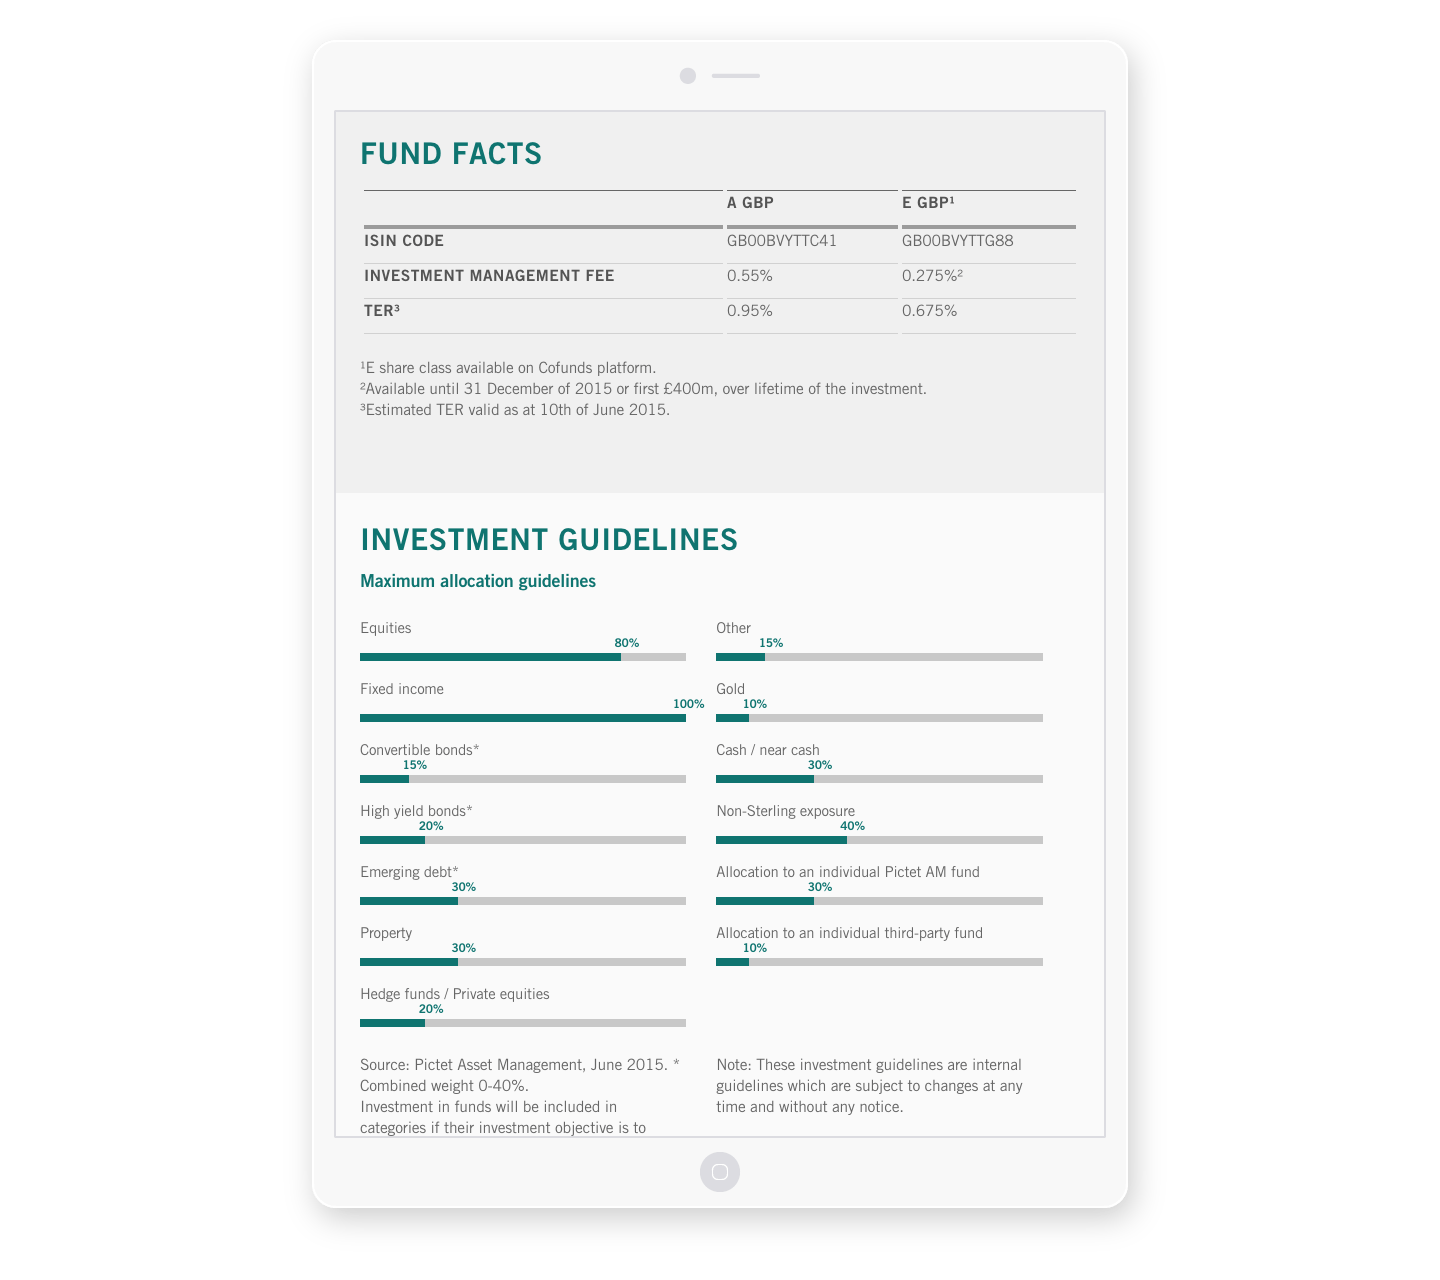 FUND FACTS
A GBP E GBP¹
ISIN CODE GB00BVYTTC41 GB00BVYTTG88
INVESTMENT MANAGEMENT FEE 0.55% 0.275%²
TER³ 0.95% 0.675%
¹E share class available on Cofunds platform.
²Available until 31 December of 2015 or first £400m, over lifetime of the investment.
³Estimated TER valid as at 10th of June 2015.
INVESTMENT GUIDELINES
Maximum allocation guidelines
Equities
80%
Fixed income
100%
Convertible bonds*
15%
High yield bonds*
20%
Emerging debt*
30%
Property
30%
Hedge funds / Private equities
20%
Other
15%
Gold
10%
Cash / near cash
30%
Non-Sterling exposure
40%
Allocation to an individual Pictet AM fund
30%
Allocation to an individual third-party fund
10%
Source: Pictet Asset Management, June 2015. *
Combined weight 0-40%.
Investment in funds will be included in
categories if their investment objective is to
Note: These investment guidelines are internal
guidelines which are subject to changes at any
time and without any notice.